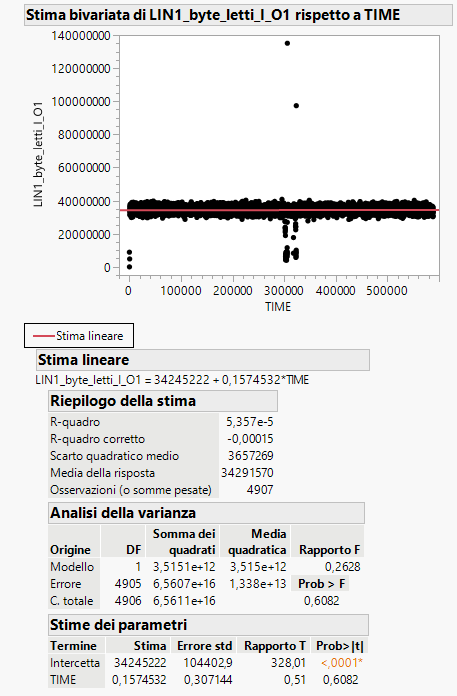 Stima bivariata di LIN1_byte_letti_I_O1 rispetto a TIME
140000000
120000000
100000000
80000000
60000000
40000000
20000000
0
LIN1_byte_letti_I_O1
0 100000 200000 300000 400000 500000
TIME
Stima lineare
Stima lineare
LIN1_byte_letti_I_O1 = 34245222 + 0,1574532*TIME
Riepilogo della stima
R-quadro 5,357e-5
R-quadro corretto -0,00015
Scarto quadratico medio 3657269
Media della risposta 34291570
Osservazioni (o somme pesate) 4907
Analisi della varianza
Somma dei Media
Origine DF quadrati quadratica Rapporto F
Modello 1 3,5151e+12 3,515e+12 0,2628
Errore 4905 6,5607e+16 1,338e+13 Prob > F
C. totale 4906 6,5611e+16 0,6082
Stime dei parametri
Termine Stima Errore std Rapporto T Prob>|t|
Intercetta 34245222 104402,9 328,01 <,0001*
TIME 0,1574532 0,307144 0,51 0,6082